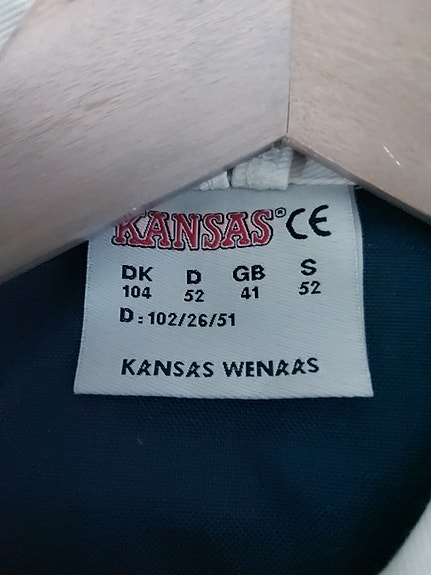 KANSAS® CE
DK D GB S
104 52 41 52
D: 102/26/51
KANSAS WENAAS